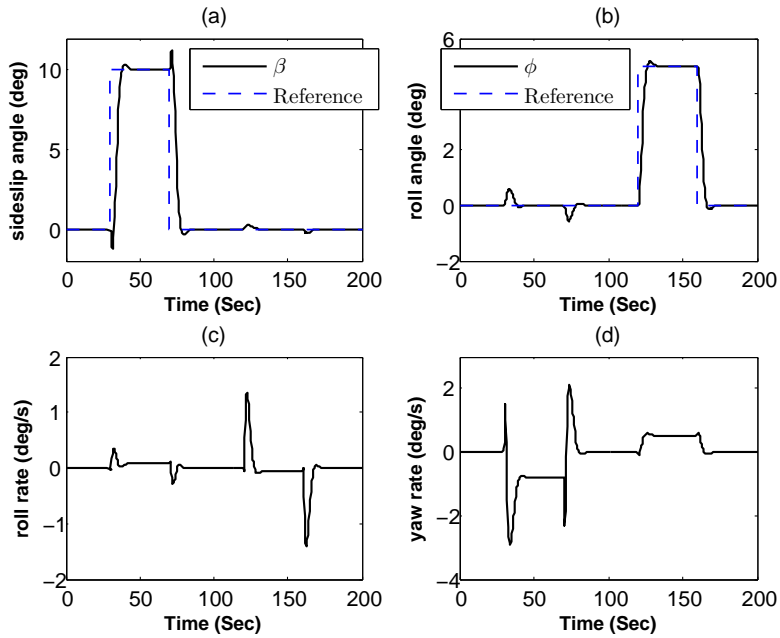 (a)
β
Reference
10
5
0
sideslip angle (deg)
0 50 100 150 200
Time (Sec)
(b)
ϕ
Reference
6
4
2
0
−2
roll angle (deg)
0 50 100 150 200
Time (Sec)
(c)
2
1
0
−1
−2
roll rate (deg/s)
0 50 100 150 200
Time (Sec)
(d)
2
0
−2
−4
yaw rate (deg/s)
0 50 100 150 200
Time (Sec)